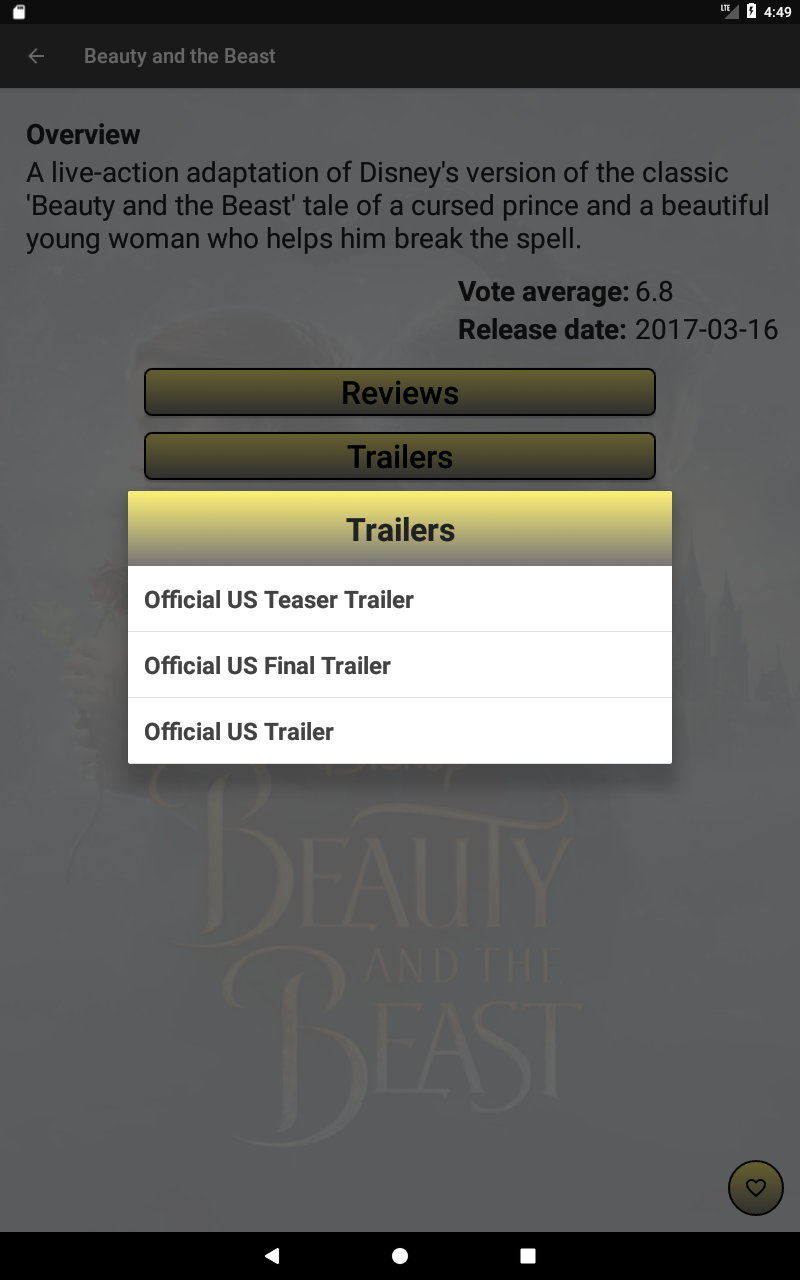 LTE 4:49
Beauty and the Beast
Overview
A live-action adaptation of Disney's version of the classic
'Beauty and the Beast' tale of a cursed prince and a beautiful
young woman who helps him break the spell.
Vote average: 6.8
Release date: 2017-03-16
Reviews
Trailers
Trailers
Official US Teaser Trailer
Official US Final Trailer
Official US Trailer
DISNEY
BEAUTY
AND THE
BEAST